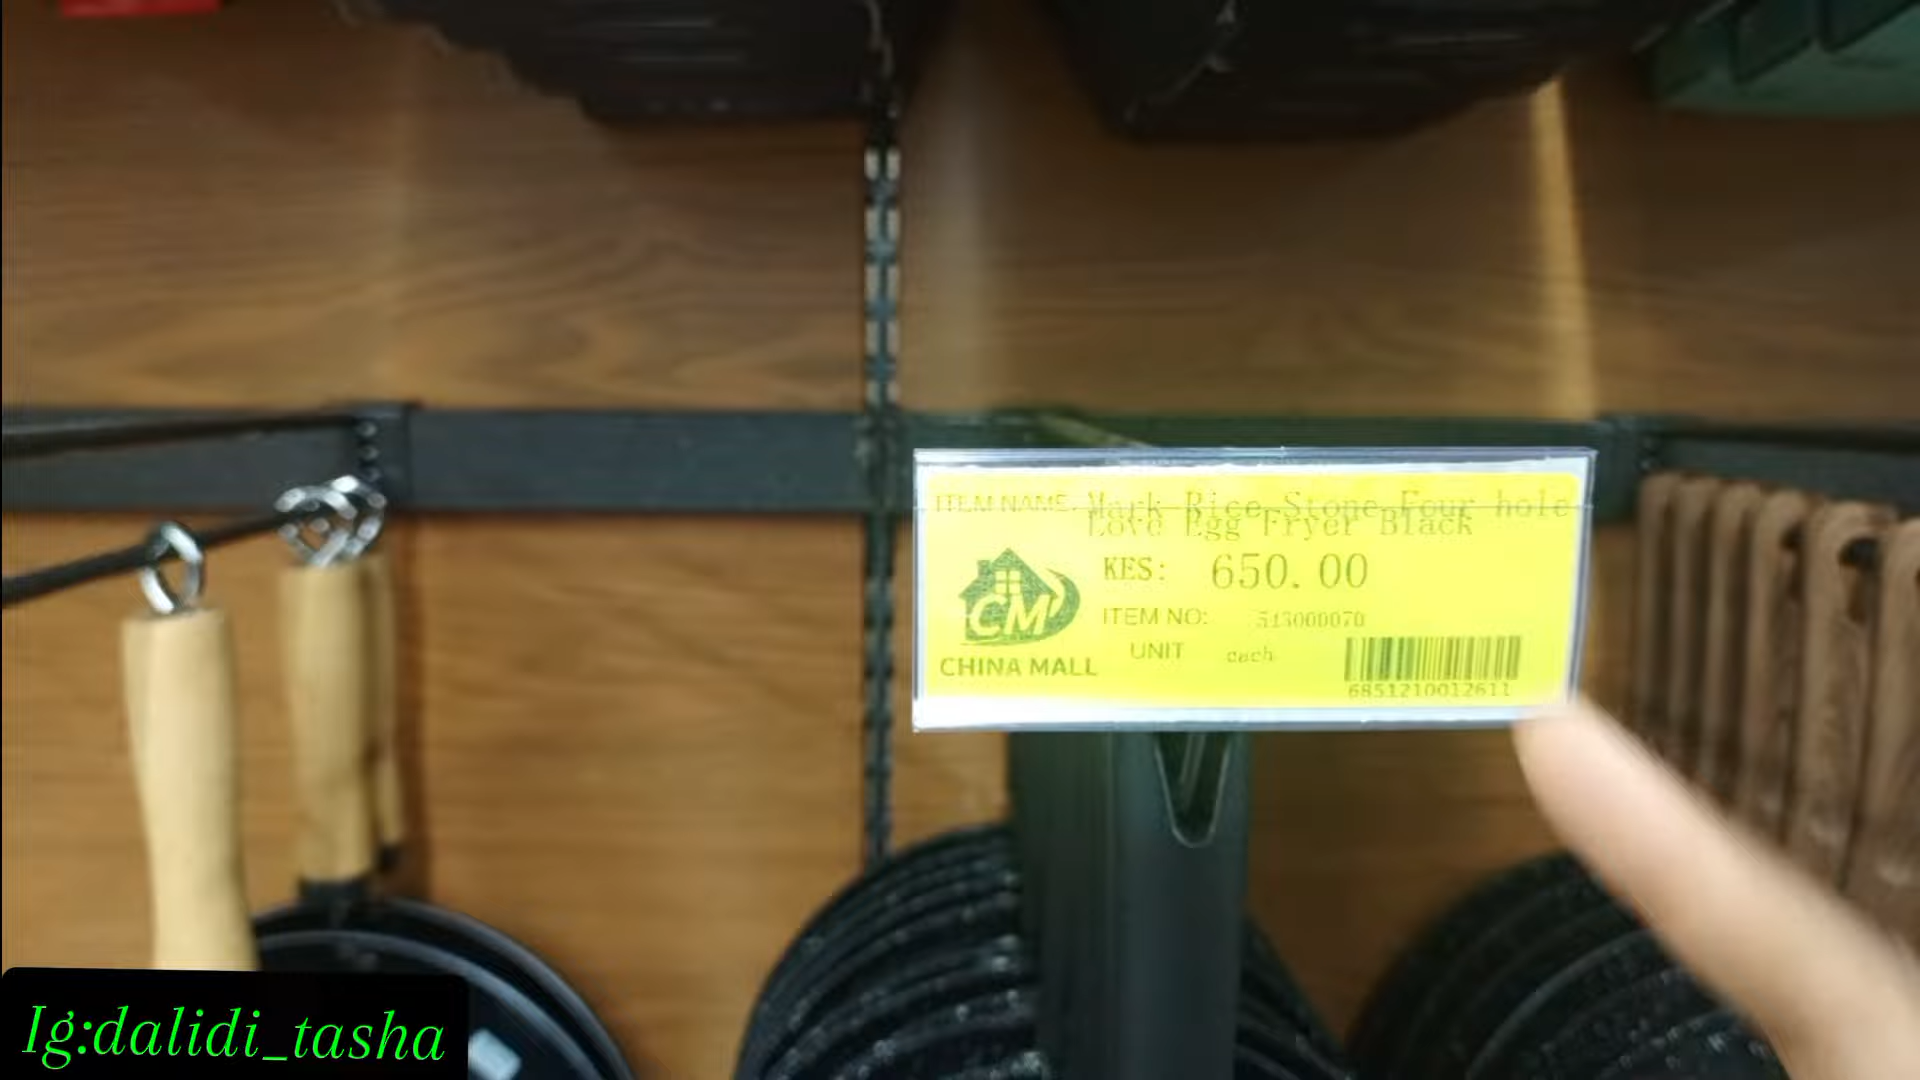 ITEM NAME: Mark Rice Stone Four hole
Love Egg Fryer Black
KES: 650.00
CM
CHINA MALL
ITEM NO: 513000070
UNIT each
6851210012611
Ig:dalidi_tasha